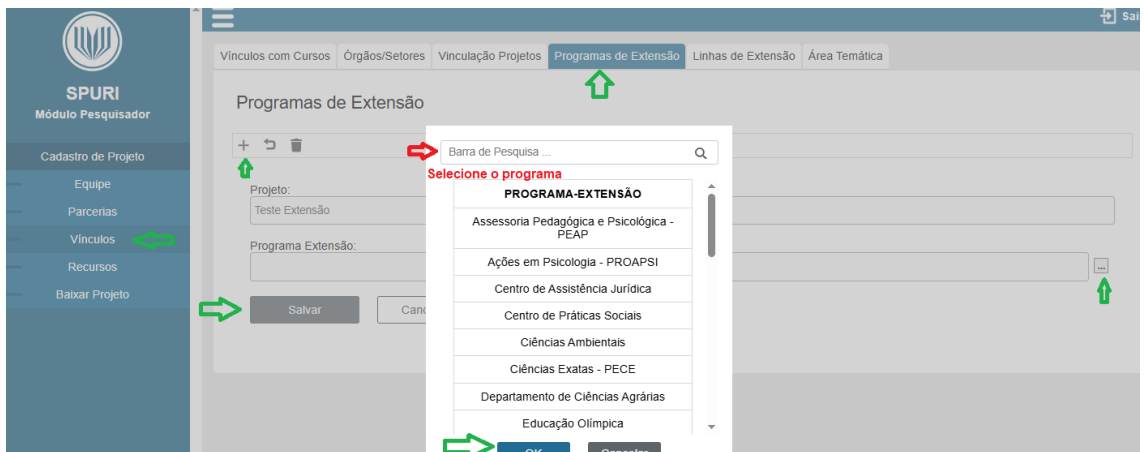 Sai
Vínculos com Cursos
Órgãos/Setores
Vinculação Projetos
Programas de Extensão
Linhas de Extensão
Área Temática
SPURI
Módulo Pesquisador
Cadastro de Projeto
Equipe
Parcerias
Vínculos
Recursos
Baixar Projeto
Programas de Extensão
Barra de Pesquisa ...
Selecione o programa
Projeto:
Teste Extensão
Programa Extensão:
...
Salvar
Canc
PROGRAMA-EXTENSÃO
Assessoria Pedagógica e Psicológica -
PEAP
Ações em Psicologia - PROAPSI
Centro de Assistência Jurídica
Centro de Práticas Sociais
Ciências Ambientais
Ciências Exatas - PECE
Departamento de Ciências Agrárias
Educação Olímpica
OK
Cancelar